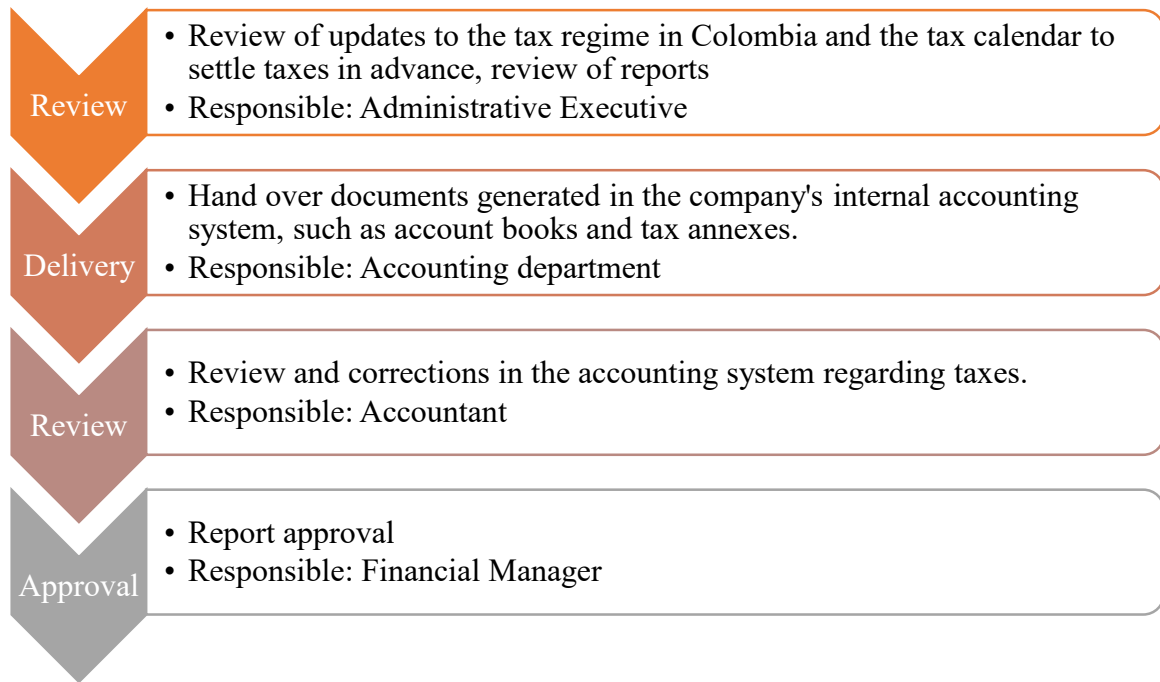 Review
• Review of updates to the tax regime in Colombia and the tax calendar to
settle taxes in advance, review of reports
• Responsible: Administrative Executive
Delivery
• Hand over documents generated in the company's internal accounting
system, such as account books and tax annexes.
• Responsible: Accounting department
Review
• Review and corrections in the accounting system regarding taxes.
• Responsible: Accountant
Approval
• Report approval
• Responsible: Financial Manager